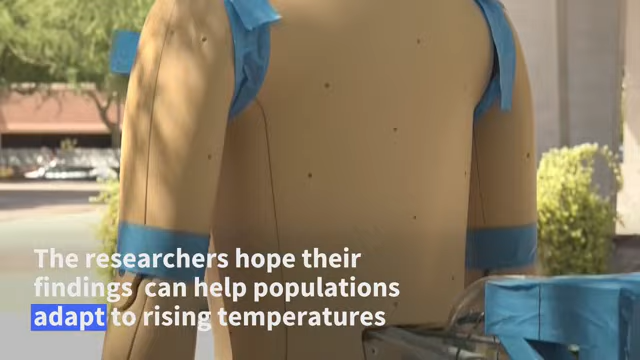 The researchers hope their
findings can help populations
adapt to rising temperatures